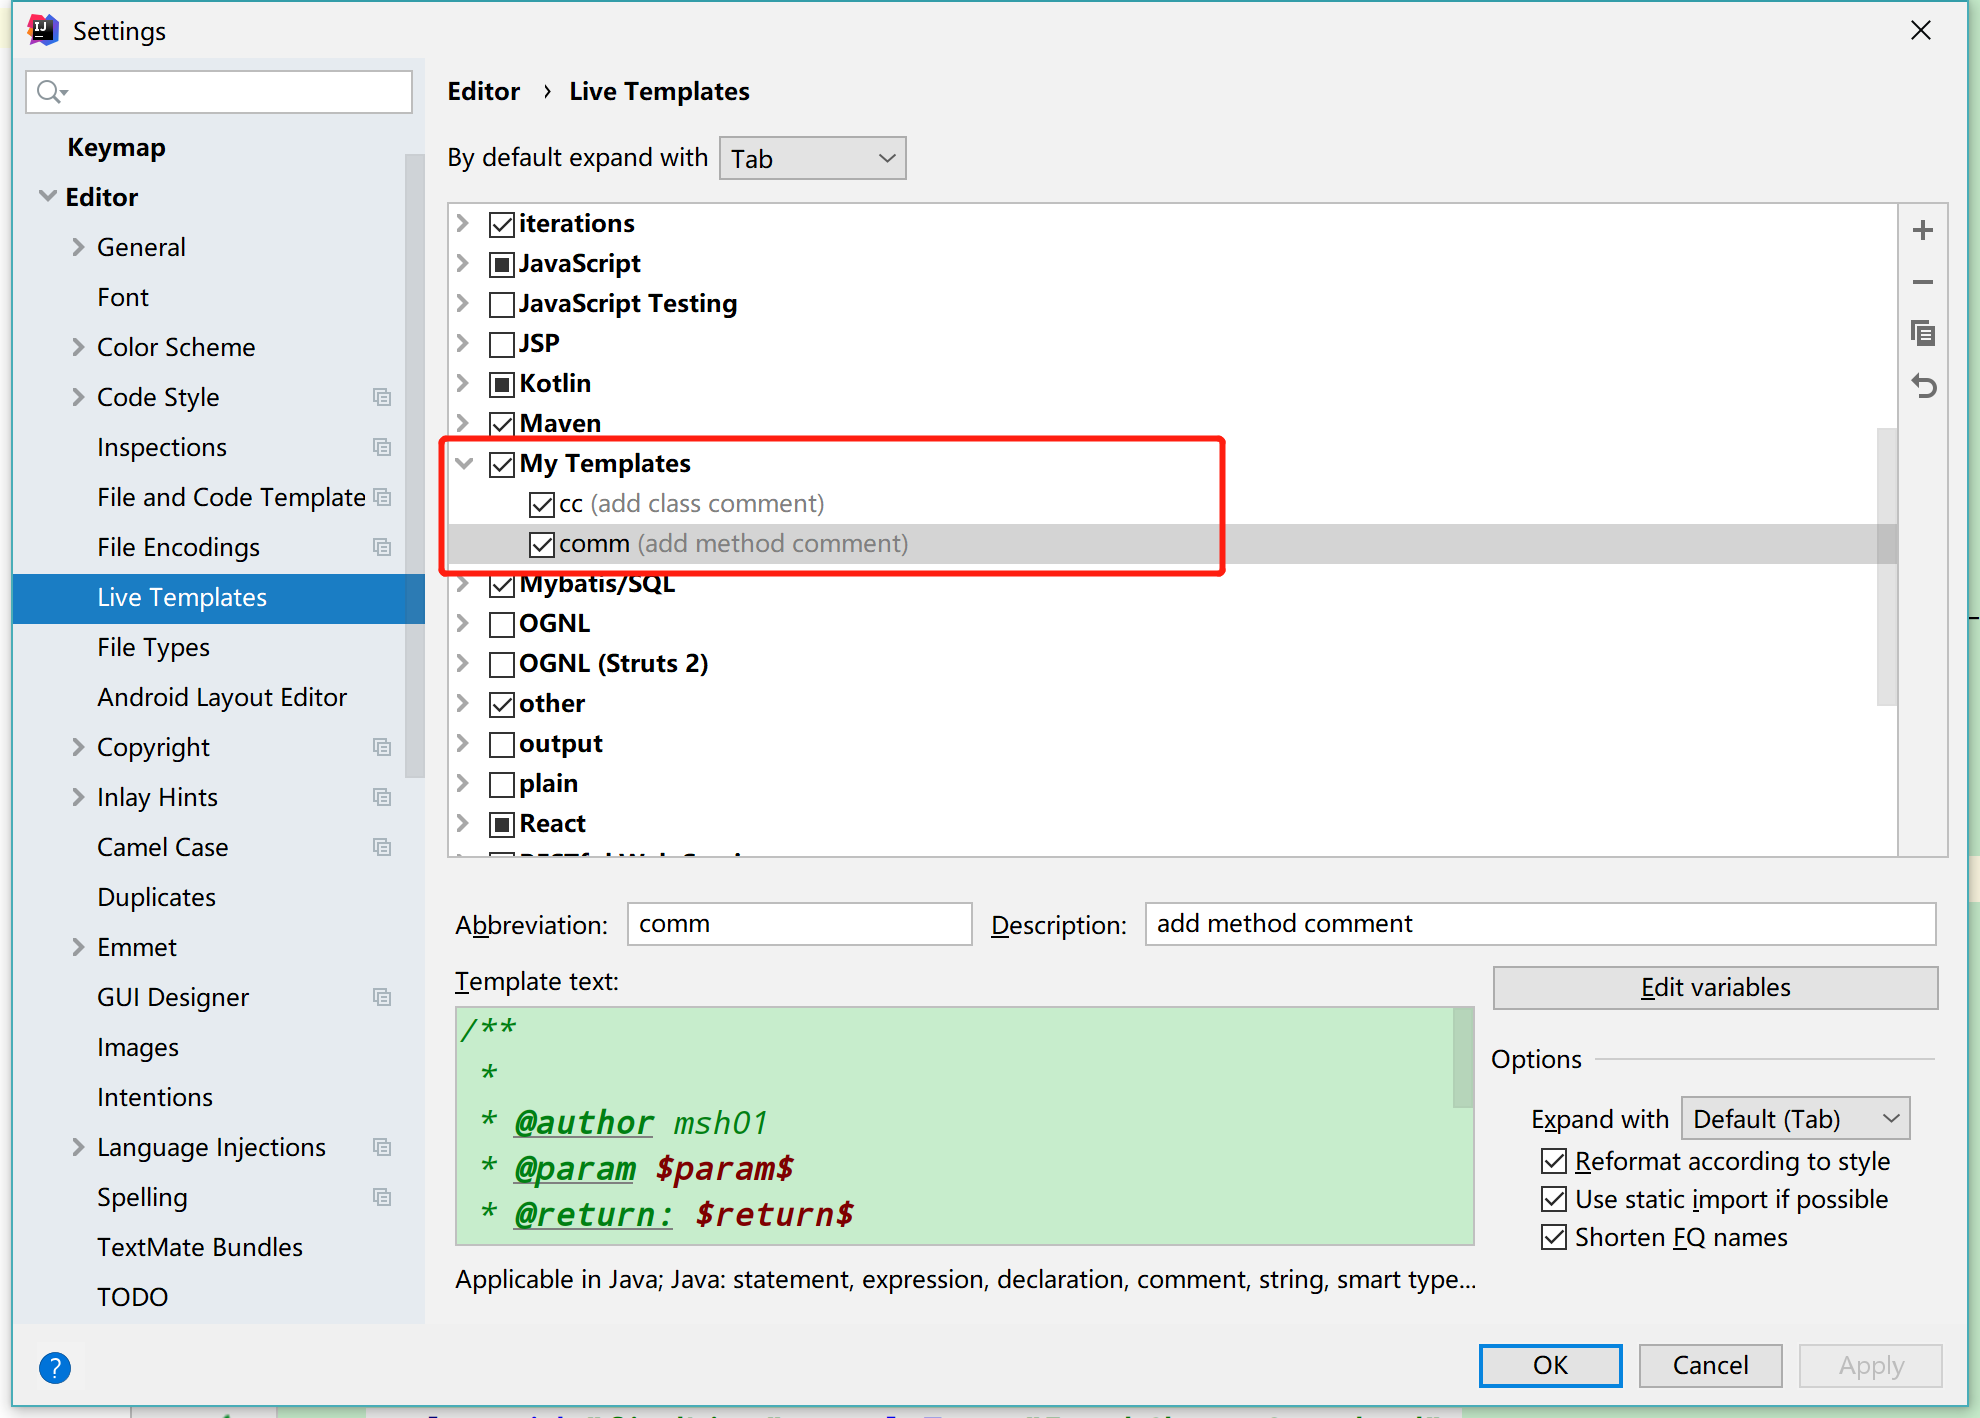 Settings
Keymap
Editor
General
Font
Color Scheme
Code Style
Inspections
File and Code Template
File Encodings
Live Templates
File Types
Android Layout Editor
Copyright
Inlay Hints
Camel Case
Duplicates
Emmet
GUI Designer
Images
Intentions
Language Injections
Spelling
TextMate Bundles
TODO
?
Editor › Live Templates
By default expand with Tab
iterations
JavaScript
JavaScript Testing
JSP
Kotlin
Maven
My Templates
cc (add class comment)
comm (add method comment)
Mybatis/SQL
OGNL
OGNL (Struts 2)
other
output
plain
React
Abbreviation: comm Description: add method comment
Template text:
/**
*
* @author msh01
* @param $param$
* @return: $return$
Edit variables
Options
Expand with Default (Tab)
Reformat according to style
Use static import if possible
Shorten FQ names
Applicable in Java; Java: statement, expression, declaration, comment, string, smart type...
OK Cancel Apply